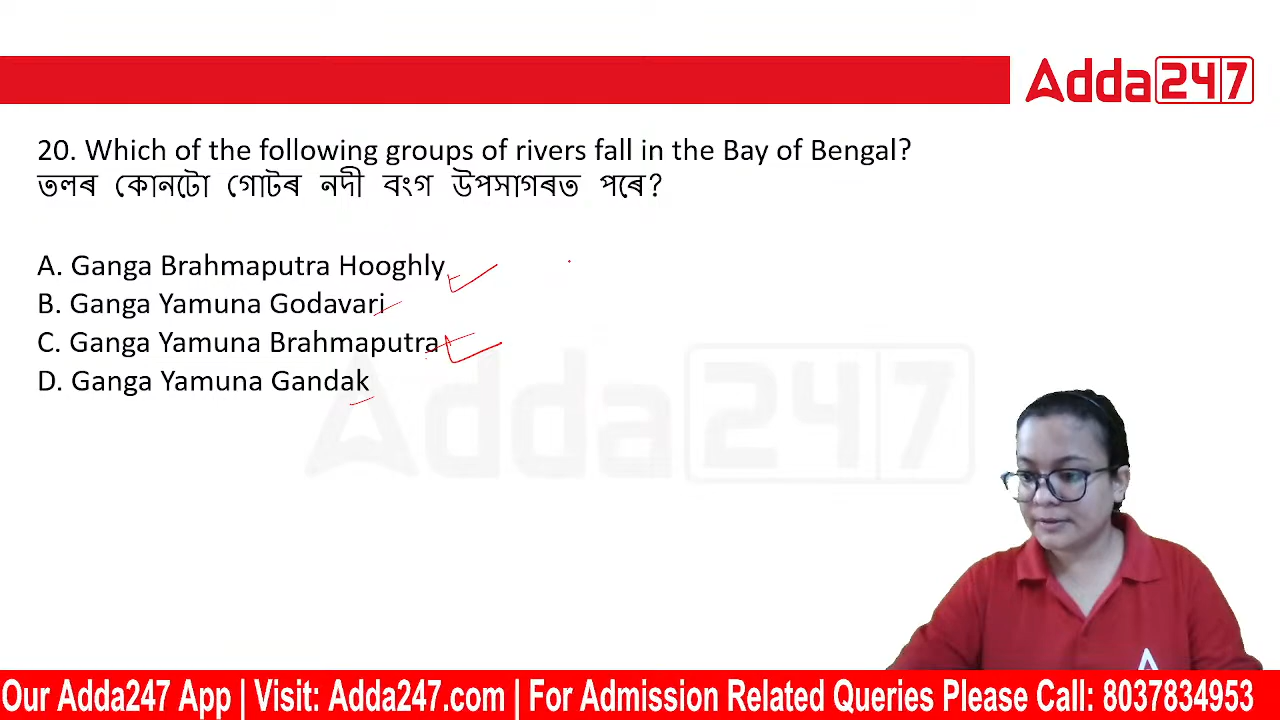 Adda247
20. Which of the following groups of rivers fall in the Bay of Bengal?
তলৰ কোনটো গোটৰ নদী বংগ উপসাগৰত পৰে?
A. Ganga Brahmaputra Hooghly
B. Ganga Yamuna Godavari
C. Ganga Yamuna Brahmaputra
D. Ganga Yamuna Gandak
Adda247
Our Adda247 App | Visit: Adda247.com | For Admission Related Queries Please Call: 8037834953